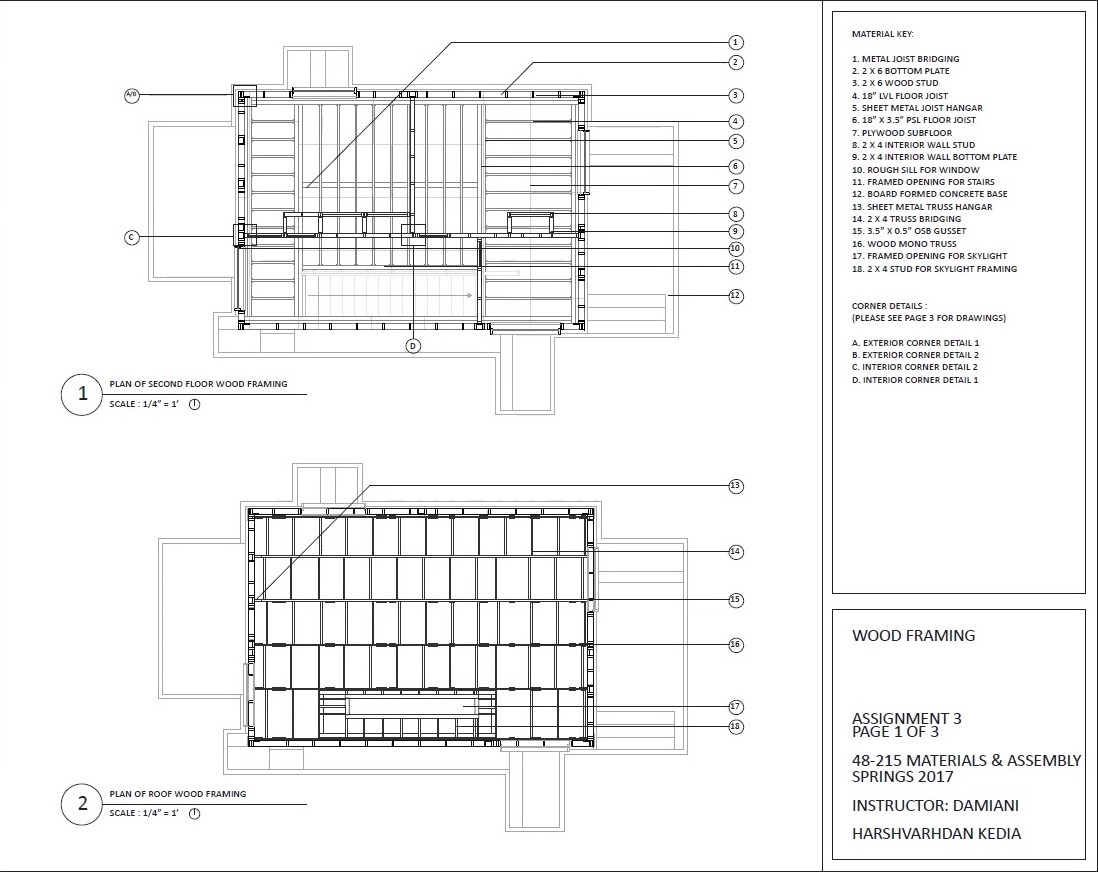 1
2
3
4
5
6
7
8
9
10
11
12
A/B
C
D
1
PLAN OF SECOND FLOOR WOOD FRAMING
SCALE : 1/4" = 1'
13
14
15
16
17
18
2
PLAN OF ROOF WOOD FRAMING
SCALE : 1/4" = 1'
MATERIAL KEY:
1. METAL JOIST BRIDGING
2. 2 X 6 BOTTOM PLATE
3. 2 X 6 WOOD STUD
4. 18" LVL FLOOR JOIST
5. SHEET METAL JOIST HANGAR
6. 18" X 3.5" PSL FLOOR JOIST
7. PLYWOOD SUBFLOOR
8. 2 X 4 INTERIOR WALL STUD
9. 2 X 4 INTERIOR WALL BOTTOM PLATE
10. ROUGH SILL FOR WINDOW
11. FRAMED OPENING FOR STAIRS
12. BOARD FORMED CONCRETE BASE
13. SHEET METAL TRUSS HANGAR
14. 2 X 4 TRUSS BRIDGING
15. 3.5" X 0.5" OSB GUSSET
16. WOOD MONO TRUSS
17. FRAMED OPENING FOR SKYLIGHT
18. 2 X 4 STUD FOR SKYLIGHT FRAMING
CORNER DETAILS :
(PLEASE SEE PAGE 3 FOR DRAWINGS)
A. EXTERIOR CORNER DETAIL 1
B. EXTERIOR CORNER DETAIL 2
C. INTERIOR CORNER DETAIL 2
D. INTERIOR CORNER DETAIL 1
WOOD FRAMING
ASSIGNMENT 3
PAGE 1 OF 3
48-215 MATERIALS & ASSEMBLY
SPRINGS 2017
INSTRUCTOR: DAMIANI
HARSHVARHDAN KEDIA